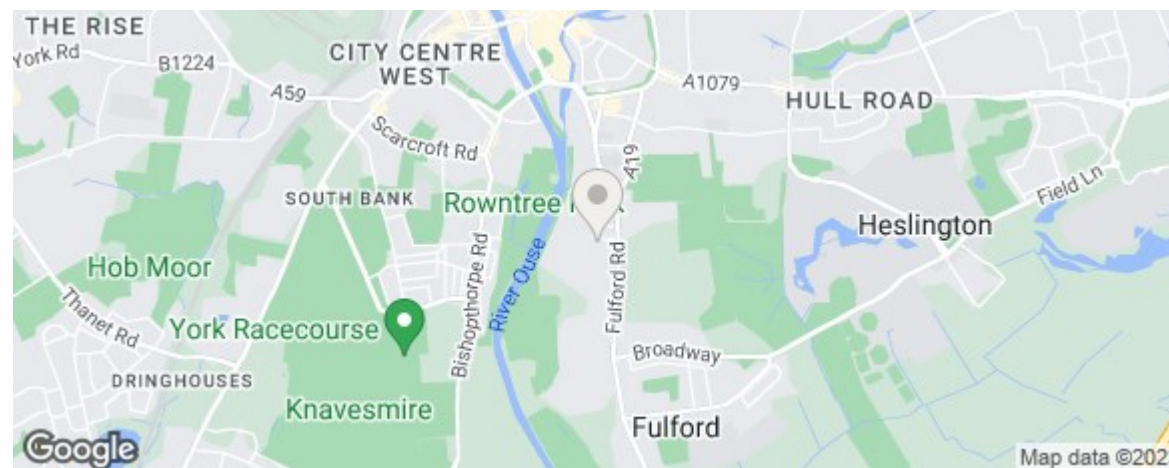 THE RISE
York Rd
B1224
A59
CITY CENTRE
WEST
A1079
HULL ROAD
Scarcroft Rd
A19
SOUTH BANK
Rowntree
Field Ln
Heslington
Hob Moor
Bishopthorpe Rd
River Ouse
Fulford Rd
Thanet Rd
York Racecourse
Broadway
DRINGHOUSES
Knavesmire
Fulford
Google
Map data ©202